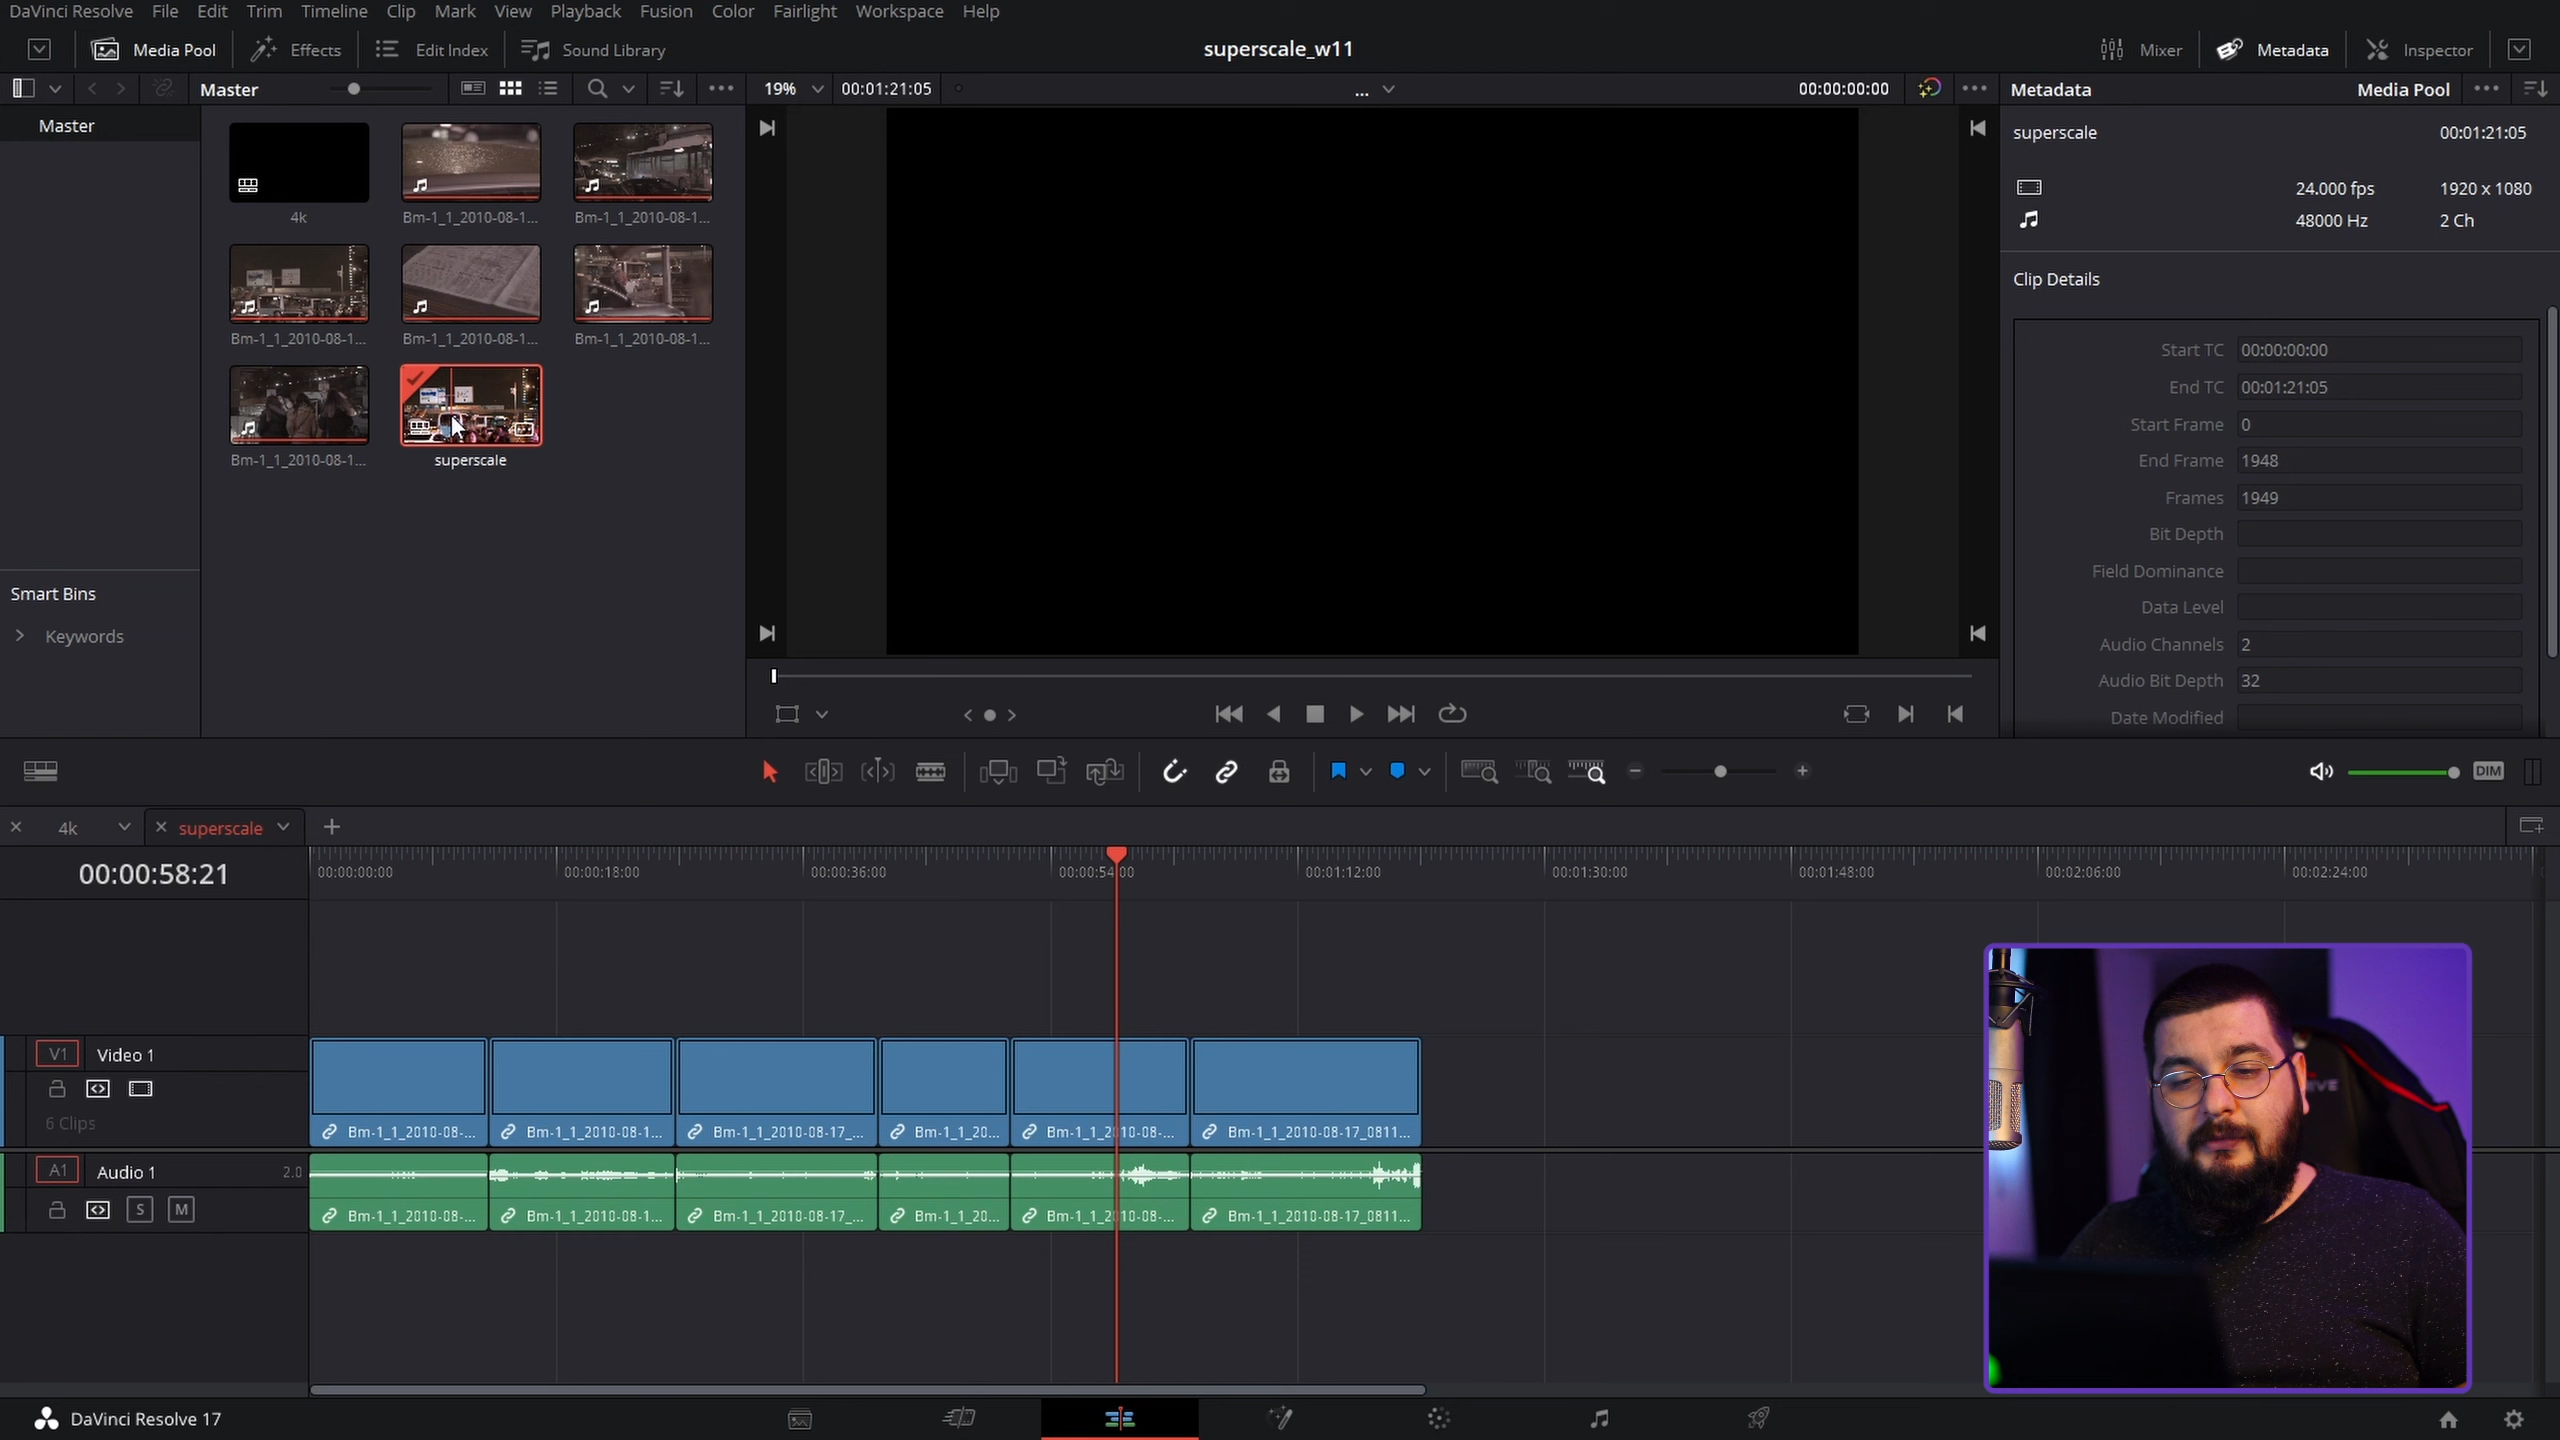 DaVinci Resolve File Edit Trim Timeline Clip Mark View Playback Fusion Color Fairlight Workspace Help
Media Pool Effects Edit Index Sound Library superscale_w11 Mixer Metadata Inspector
Master 19% 00:01:21:05 ... 00:00:00:00 Metadata Media Pool
Master
superscale 00:01:21:05
24.000 fps 1920 x 1080
48000 Hz 2 Ch
4k Bm-1_1_2010-08-1... Bm-1_1_2010-08-1...
Bm-1_1_2010-08-1... Bm-1_1_2010-08-1... Bm-1_1_2010-08-1...
Bm-1_1_2010-08-1... superscale
Clip Details
Start TC 00:00:00:00
End TC 00:01:21:05
Start Frame 0
End Frame 1948
Frames 1949
Bit Depth
Field Dominance
Data Level
Audio Channels 2
Audio Bit Depth 32
Date Modified
Smart Bins
Keywords
DIM
4k superscale
00:00:58:21
00:00:00:00 00:00:18:00 00:00:36:00 00:00:54:00 00:01:12:00 00:01:30:00 00:01:48:00 00:02:06:00 00:02:24:00
V1 Video 1
6 Clips
Bm-1_1_2010-08-... Bm-1_1_2010-08-1... Bm-1_1_2010-08-17_... Bm-1_1_20... Bm-1_1_2010-08-... Bm-1_1_2010-08-17_0811...
A1 Audio 1 2.0
S M
Bm-1_1_2010-08-... Bm-1_1_2010-08-1... Bm-1_1_2010-08-17_... Bm-1_1_20... Bm-1_1_2010-08-... Bm-1_1_2010-08-17_0811...
DaVinci Resolve 17